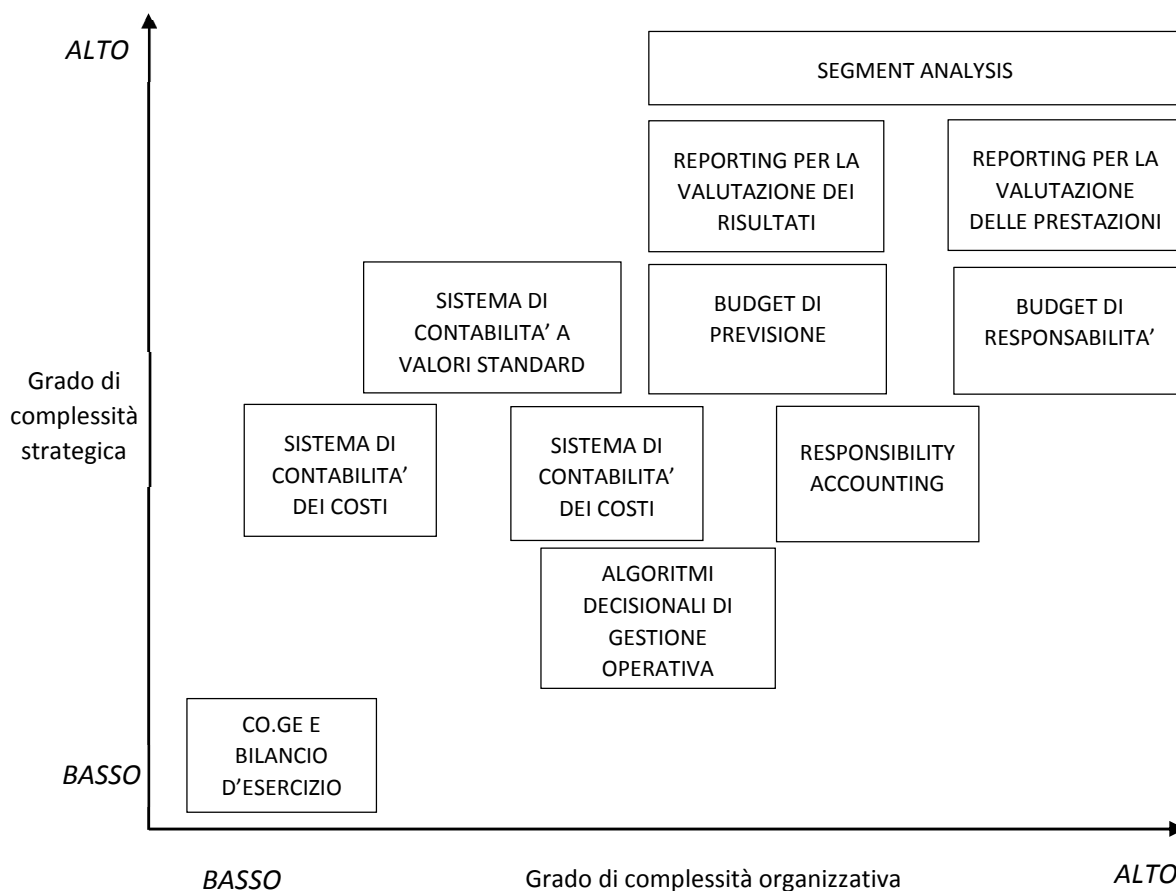 ALTO
SEGMENT ANALYSIS
REPORTING PER LA
VALUTAZIONE DEI
RISULTATI
REPORTING PER LA
VALUTAZIONE
DELLE PRESTAZIONI
SISTEMA DI
CONTABILITA’ A
VALORI STANDARD
BUDGET DI
PREVISIONE
BUDGET DI
RESPONSABILITA’
Grado di
complessità
strategica
SISTEMA DI
CONTABILITA’
DEI COSTI
SISTEMA DI
CONTABILITA’
DEI COSTI
RESPONSIBILITY
ACCOUNTING
ALGORITMI
DECISIONALI DI
GESTIONE
OPERATIVA
CO.GE E
BILANCIO
D’ESERCIZIO
BASSO
BASSO
Grado di complessità organizzativa
ALTO